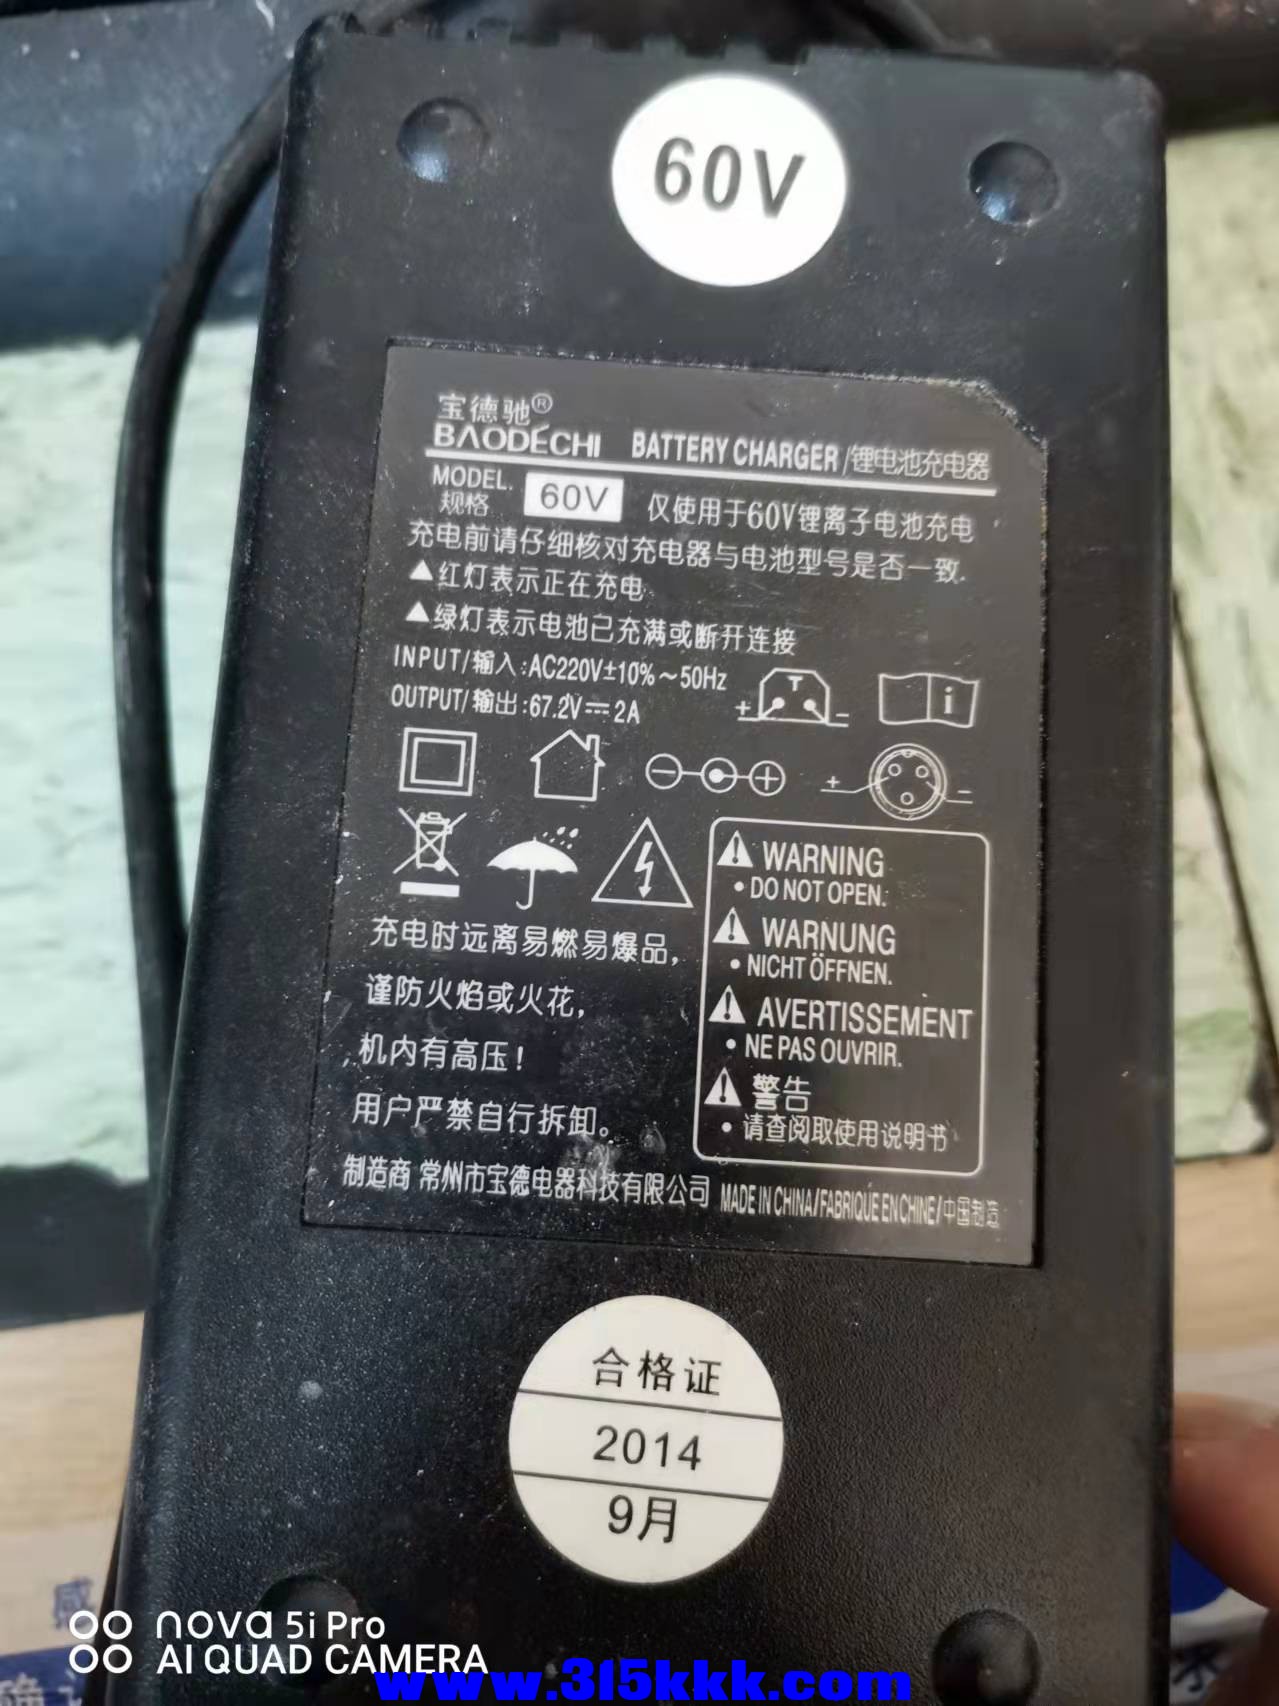 60V
宝德驰®
BAODÉCHI BATTERY CHARGER/锂电池充电器
MODEL.
规格 60V 仅使用于60V锂离子电池充电
充电前请仔细核对充电器与电池型号是否一致.
▲红灯表示正在充电
▲绿灯表示电池已充满或断开连接
INPUT/输入:AC220V±10%~50Hz
OUTPUT/输出:67.2V⎓2A
+ T -
i
- +
+ -
WARNING
• DO NOT OPEN.
WARNUNG
• NICHT ÖFFNEN.
AVERTISSEMENT
• NE PAS OUVRIR.
警告
• 请查阅取使用说明书
充电时远离易燃易爆品,
谨防火焰或火花,
机内有高压!
用户严禁自行拆卸。
制造商 常州市宝德电器科技有限公司 MADE IN CHINA/FABRIQUÉ EN CHINE/中国制造
合格证
2014
9月
感
nova 5i Pro
AI QUAD CAMERA
www.315kkk.com